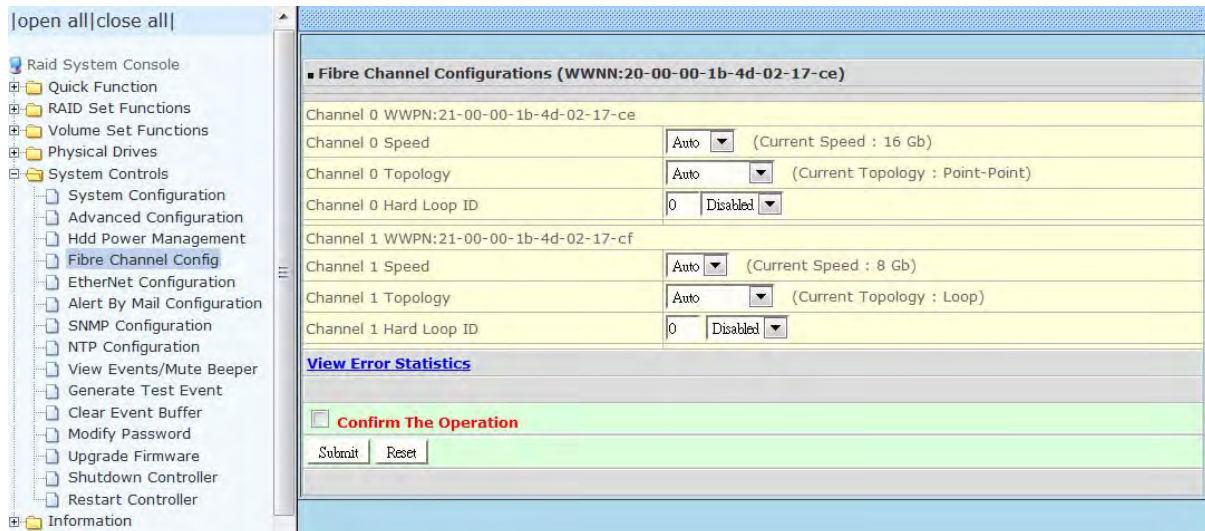 |open all|close all|
Raid System Console
Quick Function
RAID Set Functions
Volume Set Functions
Physical Drives
System Controls
System Configuration
Advanced Configuration
Hdd Power Management
Fibre Channel Config
EtherNet Configuration
Alert By Mail Configuration
SNMP Configuration
NTP Configuration
View Events/Mute Beeper
Generate Test Event
Clear Event Buffer
Modify Password
Upgrade Firmware
Shutdown Controller
Restart Controller
Information
Fibre Channel Configurations (WWNN:20-00-00-1b-4d-02-17-ce)
Channel 0 WWPN:21-00-00-1b-4d-02-17-ce
Channel 0 Speed Auto (Current Speed : 16 Gb)
Channel 0 Topology Auto (Current Topology : Point-Point)
Channel 0 Hard Loop ID 0 Disabled
Channel 1 WWPN:21-00-00-1b-4d-02-17-cf
Channel 1 Speed Auto (Current Speed : 8 Gb)
Channel 1 Topology Auto (Current Topology : Loop)
Channel 1 Hard Loop ID 0 Disabled
View Error Statistics
Confirm The Operation
Submit Reset